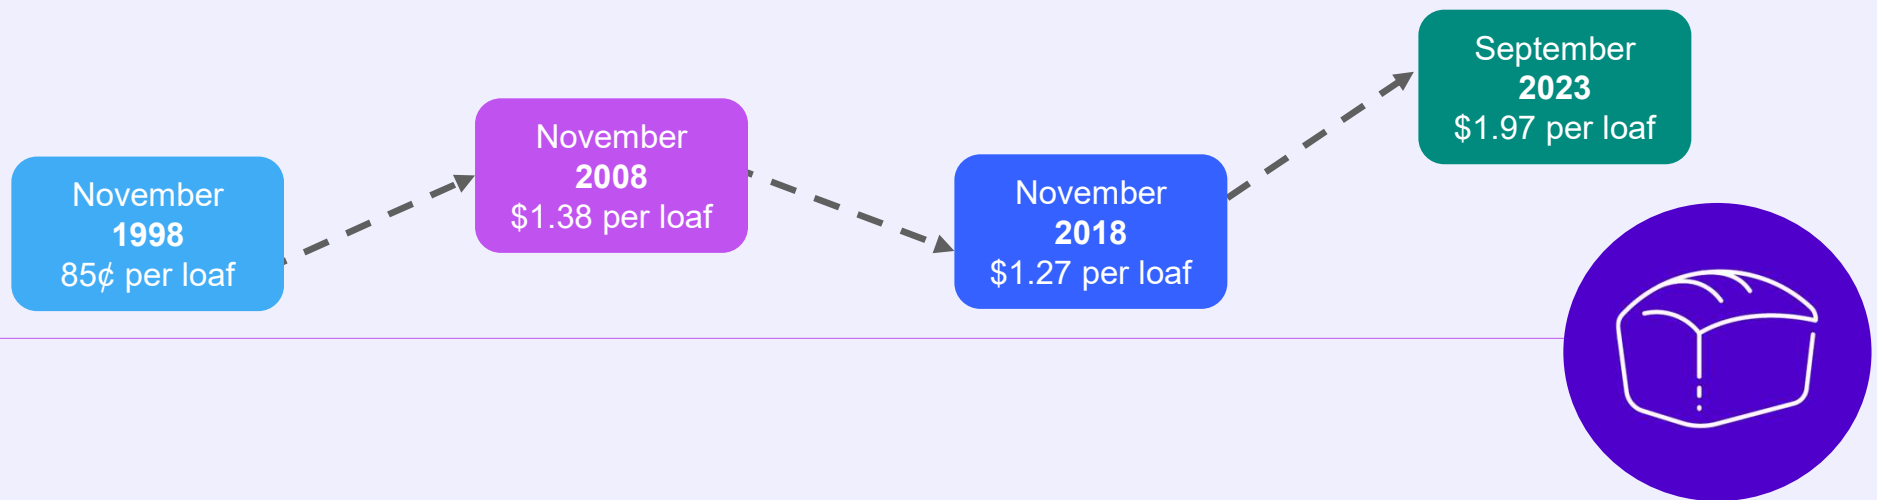 November
1998
85¢ per loaf
November
2008
$1.38 per loaf
November
2018
$1.27 per loaf
September
2023
$1.97 per loaf